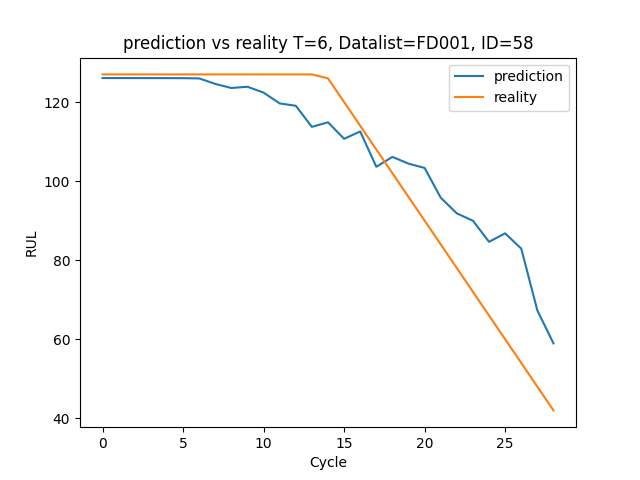 prediction vs reality T=6, Datalist=FD001, ID=58
prediction
reality
RUL
120
100
80
60
40
0 5 10 15 20 25
Cycle